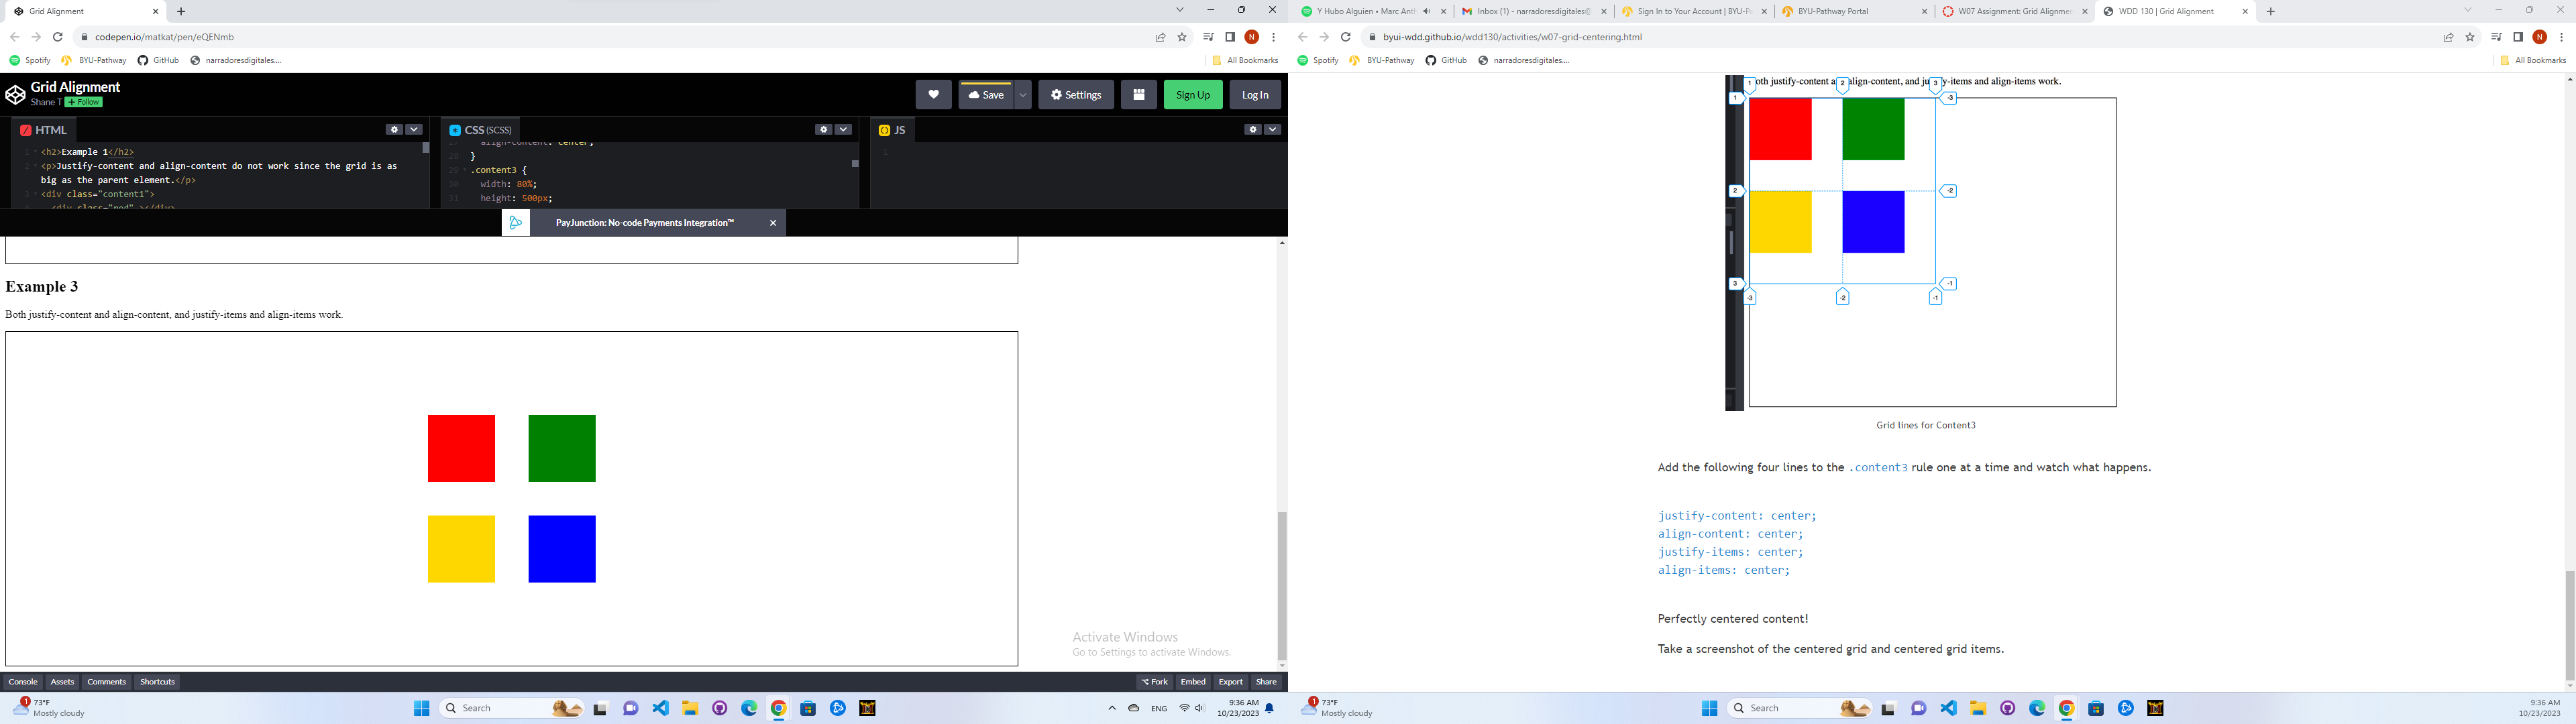 Grid Alignment
codepen.io/matkat/pen/eQENmb
Spotify BYU-Pathway GitHub narradoresdigitales.... All Bookmarks
Grid Alignment
Shane T + Follow
Save Settings Sign Up Log In
HTML
1 <h2>Example 1</h2>
2 <p>Justify-content and align-content do not work since the grid is as
big as the parent element.</p>
3 <div class="content1">
<div class="red" ></div>
CSS (SCSS)
27 align-content: center;
28 }
29 .content3 {
30 width: 80%;
31 height: 500px;
JS
1
PayJunction: No-code Payments Integration™
Example 3
Both justify-content and align-content, and justify-items and align-items work.
Activate Windows
Go to Settings to activate Windows.
Console Assets Comments Shortcuts Fork Embed Export Share
1
73°F
Mostly cloudy
Search
ENG
9:36 AM
10/23/2023
Y Hubo Alguien • Marc Anth
Inbox (1) - narradoresdigitales@
Sign In to Your Account | BYU-Pa
BYU-Pathway Portal
W07 Assignment: Grid Alignmen
WDD 130 | Grid Alignment
byui-wdd.github.io/wdd130/activities/w07-grid-centering.html
Spotify BYU-Pathway GitHub narradoresdigitales.... All Bookmarks
oth justify-content a align-content, and ju y-items and align-items work.
1 2 3
1 -3
2 -2
3 -1
-3 -2 -1
Grid lines for Content3
Add the following four lines to the .content3 rule one at a time and watch what happens.
justify-content: center;
align-content: center;
justify-items: center;
align-items: center;
Perfectly centered content!
Take a screenshot of the centered grid and centered grid items.
1
73°F
Mostly cloudy
Search
9:36 AM
10/23/2023